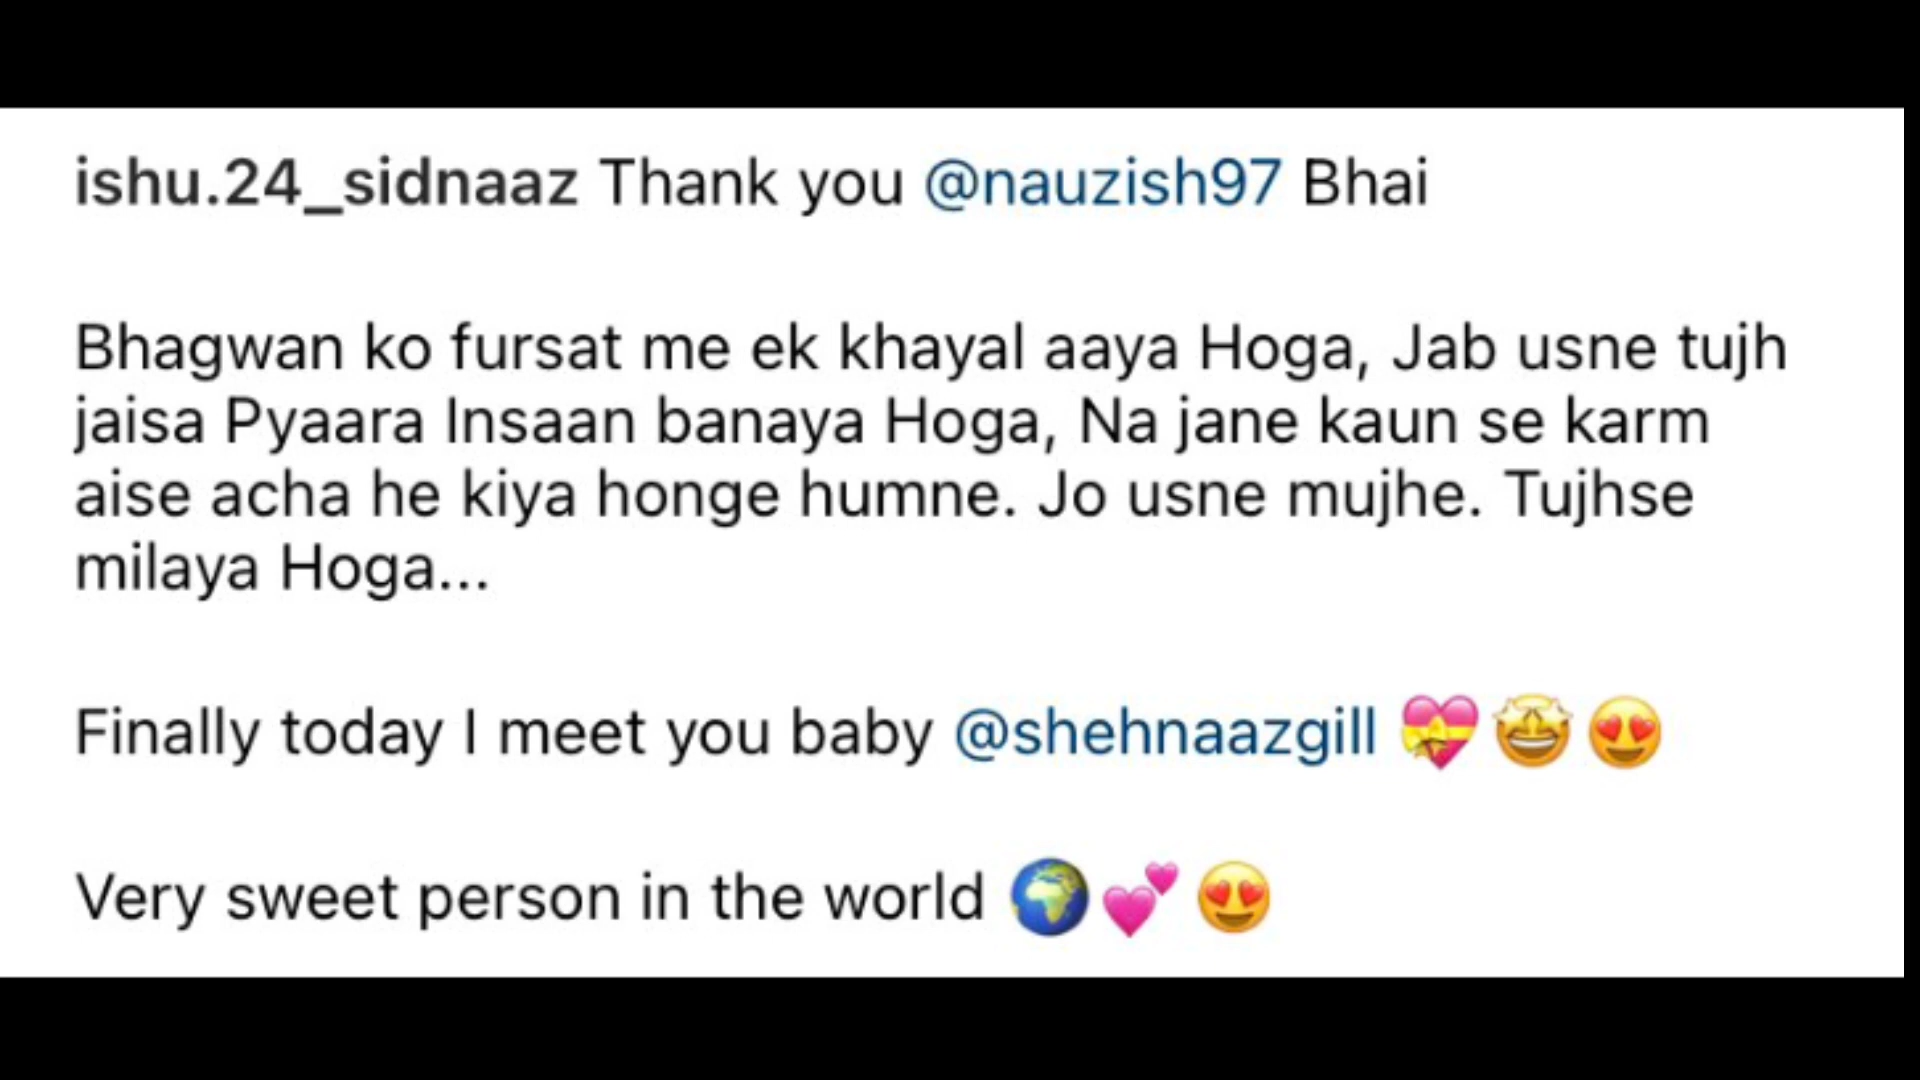 ishu.24_sidnaaz Thank you @nauzish97 Bhai
Bhagwan ko fursat me ek khayal aaya Hoga, Jab usne tujh
jaisa Pyaara Insaan banaya Hoga, Na jane kaun se karm
aise acha he kiya honge humne. Jo usne mujhe. Tujhse
milaya Hoga...
Finally today I meet you baby @shehnaazgill 💝🤩😍
Very sweet person in the world 🌍💕😍